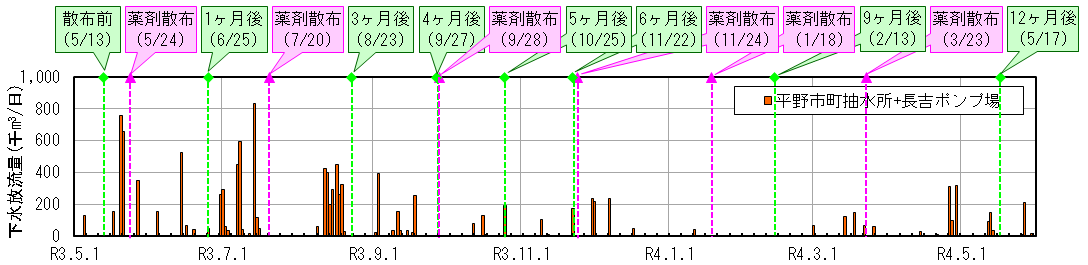 散布前
(5/13)
薬剤散布
(5/24)
1ヶ月後
(6/25)
薬剤散布
(7/20)
3ヶ月後
(8/23)
4ヶ月後
(9/27)
薬剤散布
(9/28)
5ヶ月後
(10/25)
6ヶ月後
(11/22)
薬剤散布
(11/24)
薬剤散布
(1/18)
9ヶ月後
(2/13)
薬剤散布
(3/23)
12ヶ月後
(5/17)
下水放流量(千㎥/日)
1,000
800
600
400
200
0
平野市町抽水所+長吉ポンプ場
R3.5.1
R3.7.1
R3.9.1
R3.11.1
R4.1.1
R4.3.1
R4.5.1